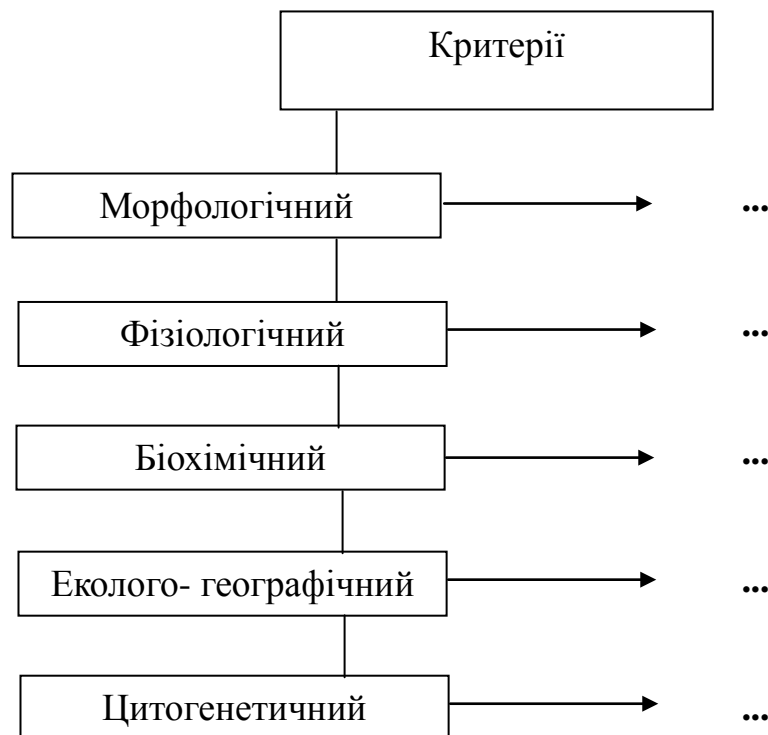 Критерії
Морфологічний ...
Фізіологічний ...
Біохімічний ...
Еколого- географічний ...
Цитогенетичний ...